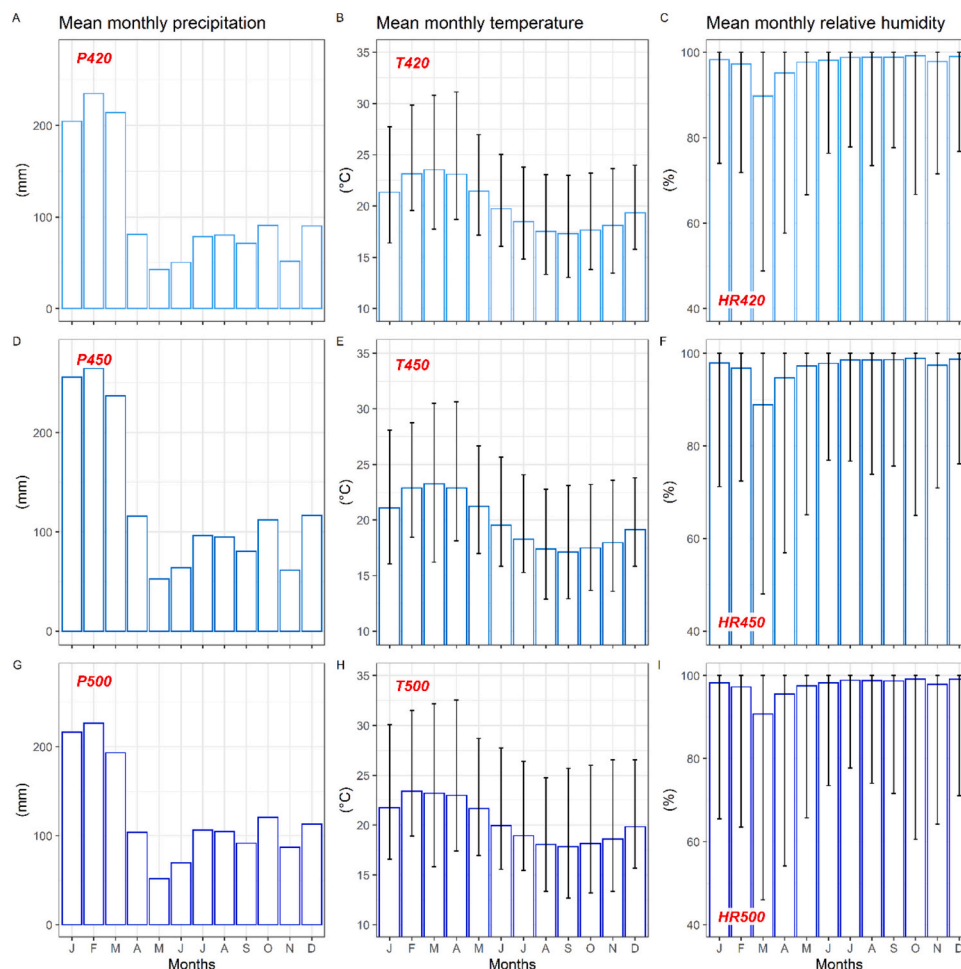 A Mean monthly precipitation
B Mean monthly temperature
C Mean monthly relative humidity
P420
T420
HR420
200
100
0
(mm)
35
30
25
20
15
10
(°C)
100
80
60
40
(%)
D
E
F
P450
T450
HR450
200
100
0
(mm)
35
30
25
20
15
10
(°C)
100
80
60
40
(%)
G
H
I
P500
T500
HR500
200
100
0
(mm)
35
30
25
20
15
10
(°C)
100
80
60
40
(%)
J F M A M J J A S O N D
Months
J F M A M J J A S O N D
Months
J F M A M J J A S O N D
Months